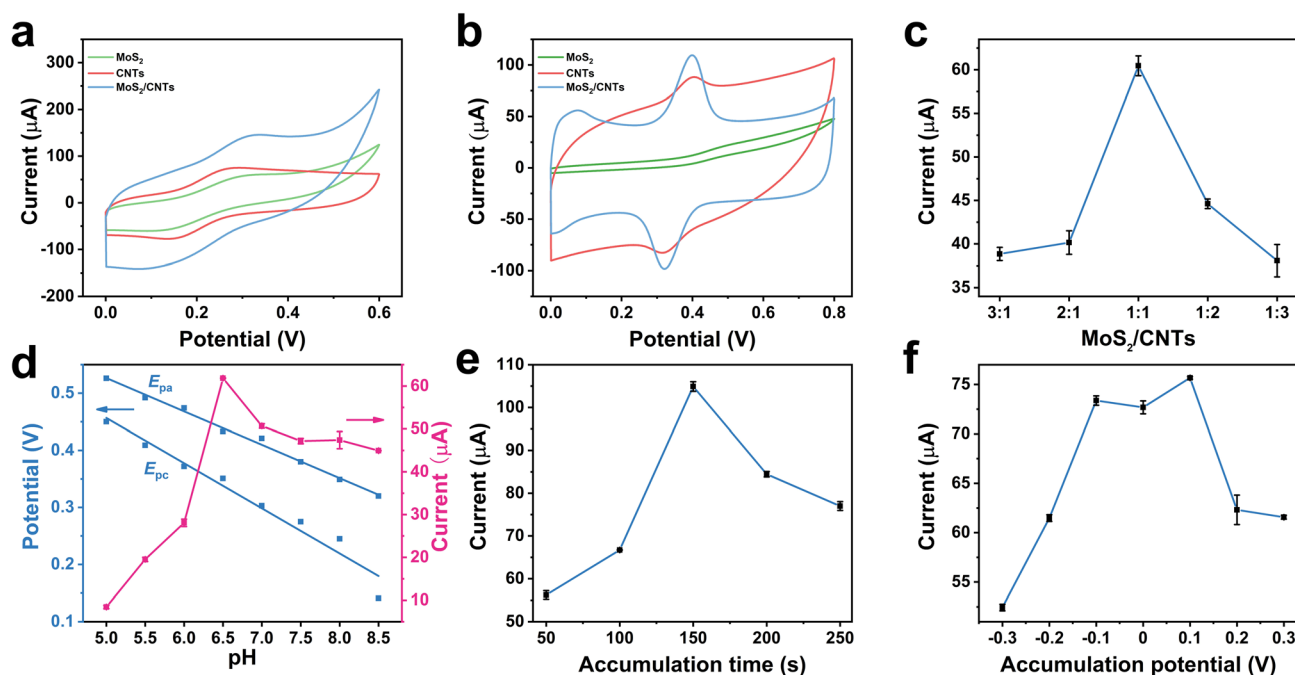 a
MoS₂
CNTs
MoS₂/CNTs
Current (μA)
300
200
100
0
-100
-200
0.0 0.2 0.4 0.6
Potential (V)
b
MoS₂
CNTs
MoS₂/CNTs
Current (μA)
100
50
0
-50
-100
0.0 0.2 0.4 0.6 0.8
Potential (V)
c
Current (μA)
60
55
50
45
40
35
3:1 2:1 1:1 1:2 1:3
MoS₂/CNTs
d
Potential (V)
0.5
0.4
0.3
0.2
0.1
Epa
Epc
60
50
40
30
20
10
Current (μA)
5.0 5.5 6.0 6.5 7.0 7.5 8.0 8.5
pH
e
Current (μA)
110
105
100
73
66
60
55
50
50 100 150 200 250
Accumulation time (s)
f
Current (μA)
75
70
65
60
55
-0.3 -0.2 -0.1 0 0.1 0.2 0.3
Accumulation potential (V)